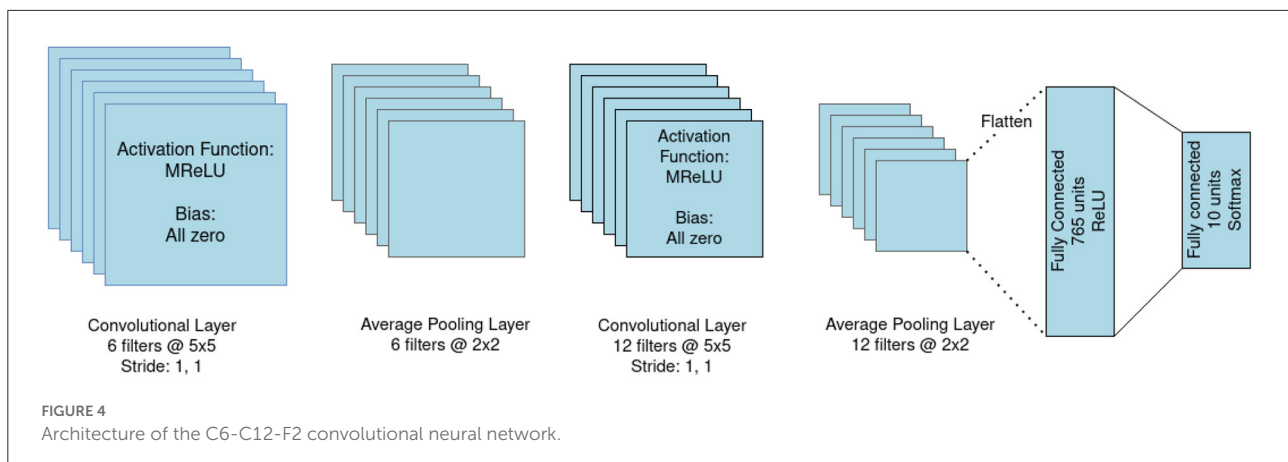 Activation Function:
MReLU
Bias:
All zero
Convolutional Layer
6 filters @ 5x5
Stride: 1, 1
Average Pooling Layer
6 filters @ 2x2
Activation
Function:
MReLU
Bias:
All zero
Convolutional Layer
12 filters @ 5x5
Stride: 1, 1
Average Pooling Layer
12 filters @ 2x2
Flatten
Fully Connected
765 units
ReLU
Fully connected
10 units
Softmax
FIGURE 4
Architecture of the C6-C12-F2 convolutional neural network.